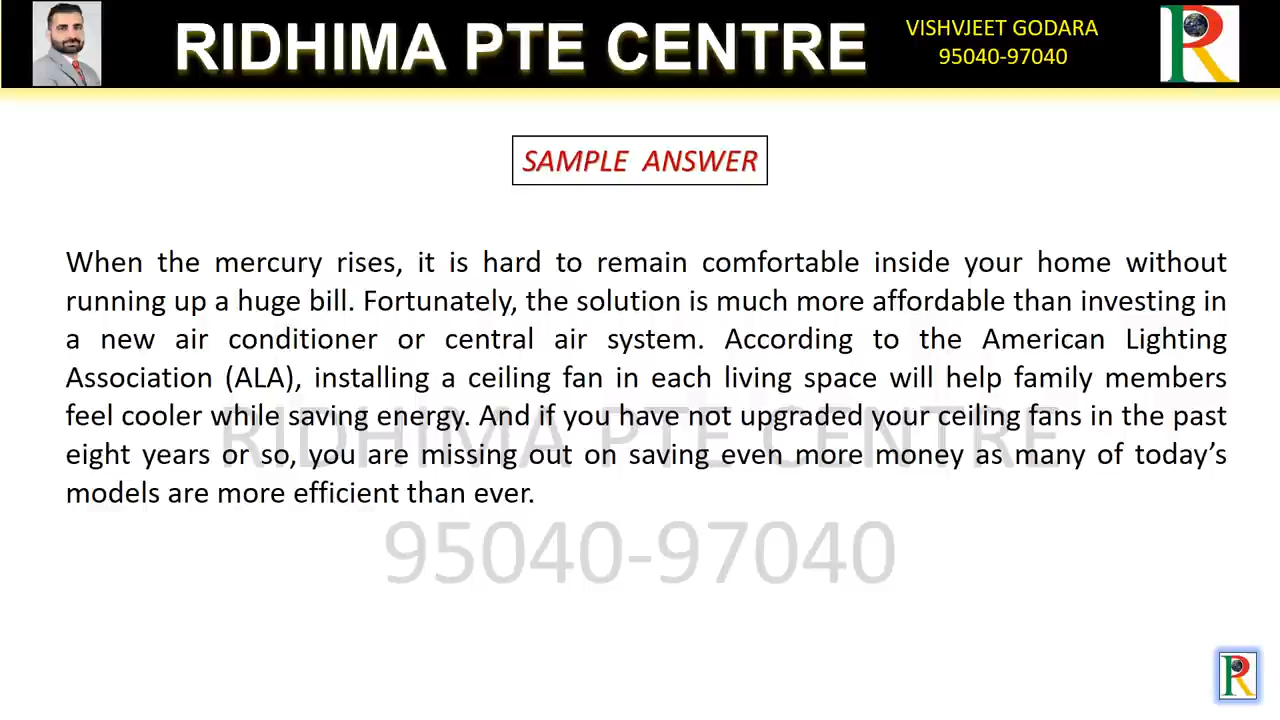 RIDHIMA PTE CENTRE
VISHVJEET GODARA
95040-97040
SAMPLE ANSWER
When the mercury rises, it is hard to remain comfortable inside your home without
running up a huge bill. Fortunately, the solution is much more affordable than investing in
a new air conditioner or central air system. According to the American Lighting
Association (ALA), installing a ceiling fan in each living space will help family members
feel cooler while saving energy. And if you have not upgraded your ceiling fans in the past
eight years or so, you are missing out on saving even more money as many of today’s
models are more efficient than ever.
RIDHIMA PTE CENTRE
95040-97040